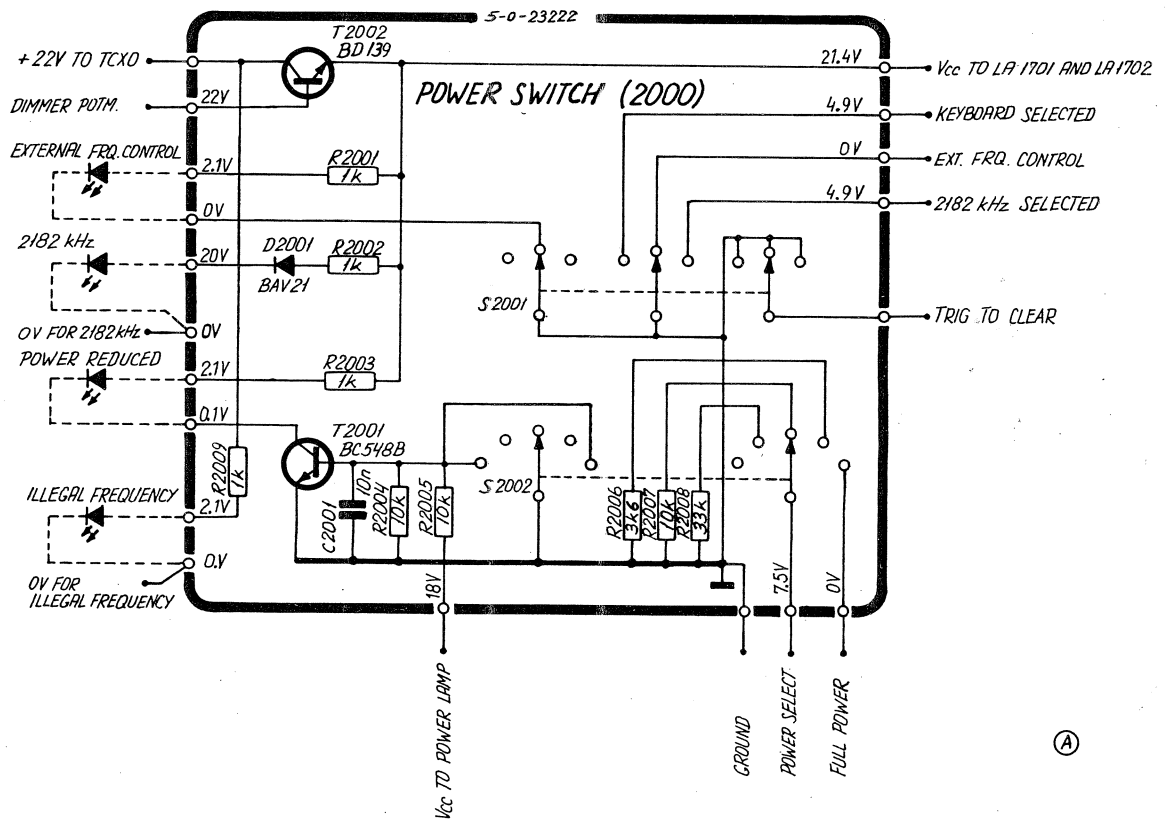 5-0-23222
T2002
BD139
+22V TO TCXO
21.4V
Vcc TO LA 1701 AND LA 1702
DIMMER POTM.
22V
POWER SWITCH (2000)
4.9V
KEYBOARD SELECTED
EXTERNAL FRQ. CONTROL
2.1V
R2001
1k
0V
EXT. FRQ. CONTROL
0V
4.9V
2182 kHz SELECTED
2182 kHz
20V
D2001
BAV21
R2002
1k
S2001
0V FOR 2182kHz
0V
TRIG TO CLEAR
POWER REDUCED
2.1V
R2003
1k
0.1V
T2001
BC548B
R2009
1k
ILLEGAL FREQUENCY
2.1V
C2001
10n
R2004
10k
R2005
10k
S2002
R2006
3k6
R2007
10k
R2008
33k
0.V
0V FOR
ILLEGAL FREQUENCY
18V
7.5V
0V
Vcc TO POWER LAMP
GROUND
POWER SELECT
FULL POWER
A